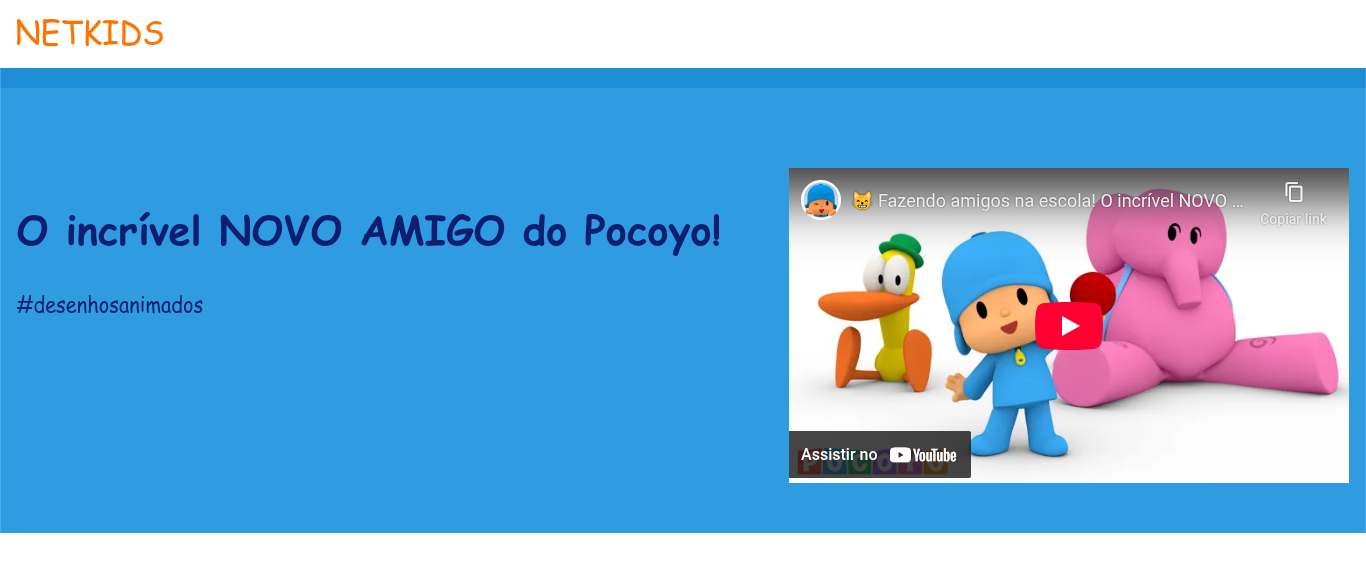 NETKIDS
O incrível NOVO AMIGO do Pocoyo!
#desenhosanimados
😸 Fazendo amigos na escola! O incrível NOVO ...
Copiar link
Assistir no YouTube
POCOYO